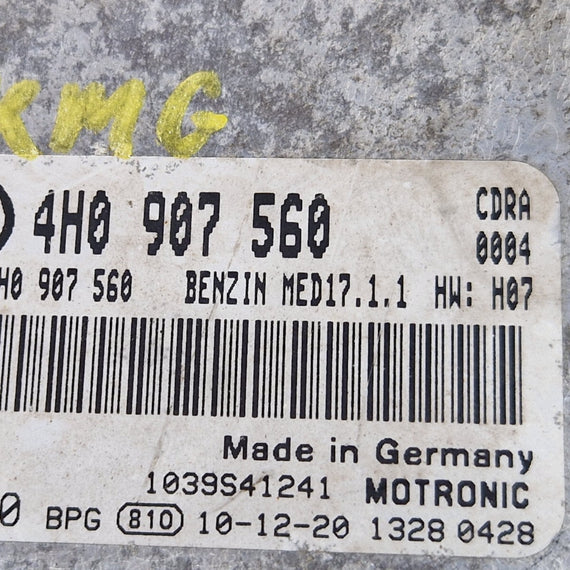 KMG
4H0 907 560 CDRA
0004
H0 907 560 BENZIN MED17.1.1 HW: H07
Made in Germany
1039S41241 MOTRONIC
0 BPG 810 10-12-20 1328 0428